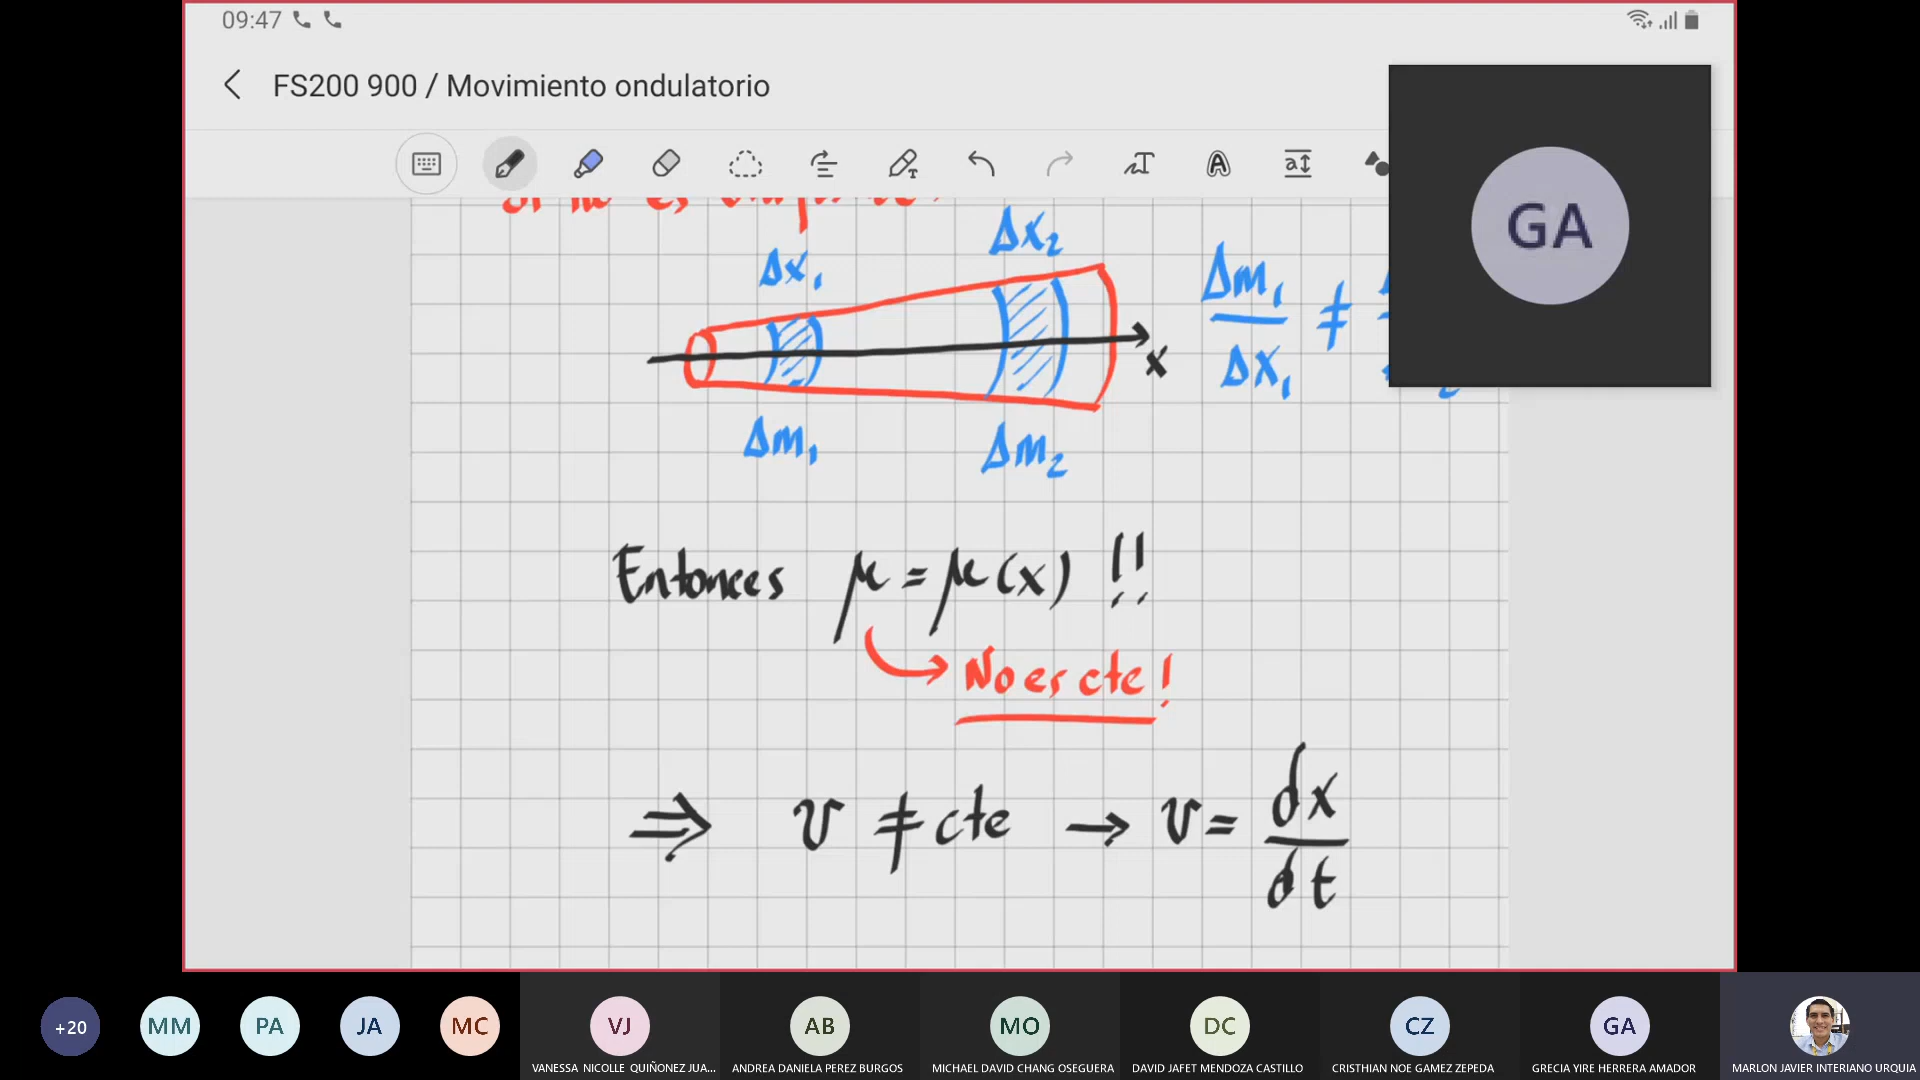 09:47
FS200 900 / Movimiento ondulatorio
GA
Δx₁
Δx₂
Δm₁
Δm₂
Δm₁ ≠
Δx₁
x
Entonces μ = μ(x) !!
No es cte!
⇒ v ≠ cte → v = dx
dt
+20
MM
PA
JA
MC
VJ
AB
MO
DC
CZ
GA
VANESSA NICOLLE QUIÑONEZ JUA...
ANDREA DANIELA PEREZ BURGOS
MICHAEL DAVID CHANG OSEGUERA
DAVID JAFET MENDOZA CASTILLO
CRISTHIAN NOE GAMEZ ZEPEDA
GRECIA YIRE HERRERA AMADOR
MARLON JAVIER INTERIANO URQUIA